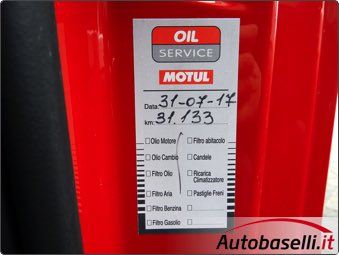 OIL
SERVICE
MOTUL
Data: 31-07-17
km: 31.133
Olio Motore Filtro abitacolo
Olio Cambio Candele
Filtro Olio Ricarica
Climatizzatore
Filtro Aria Pastiglie Freni
Filtro Benzina
Filtro Gasolio
Autobaselli.it